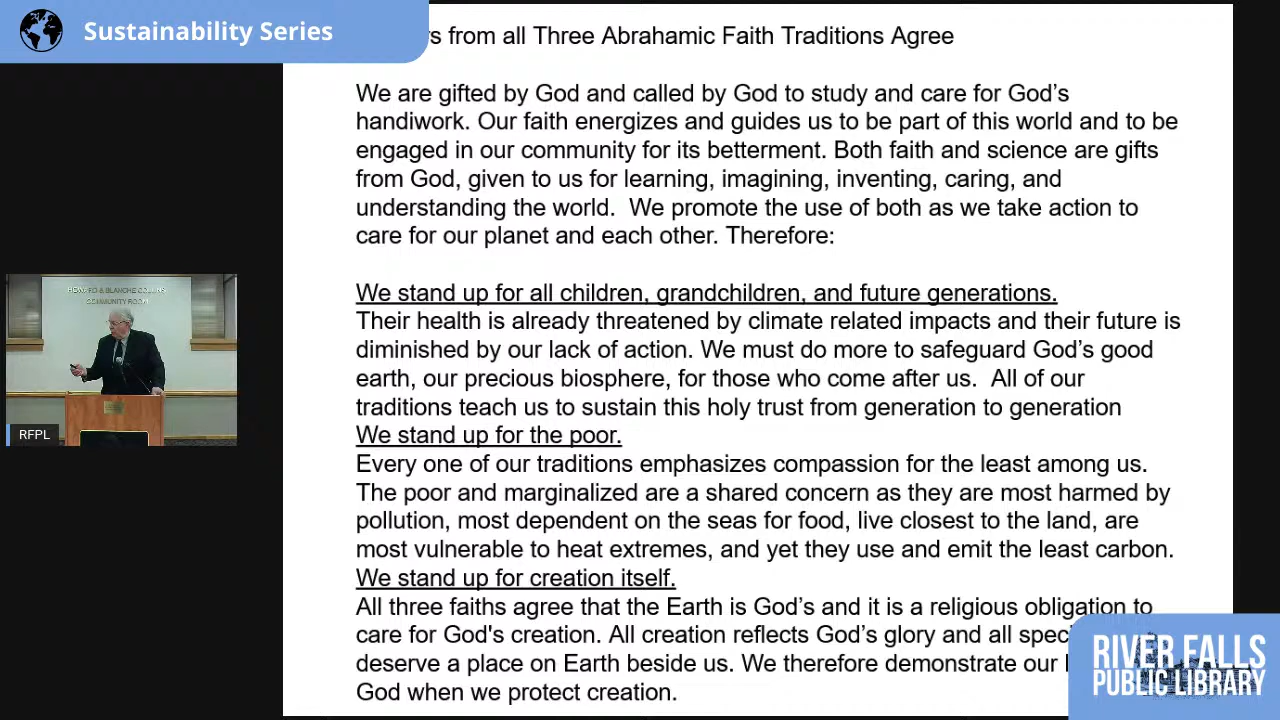 Sustainability Series
from all Three Abrahamic Faith Traditions Agree
We are gifted by God and called by God to study and care for God's
handiwork. Our faith energizes and guides us to be part of this world and to be
engaged in our community for its betterment. Both faith and science are gifts
from God, given to us for learning, imagining, inventing, caring, and
understanding the world.  We promote the use of both as we take action to
care for our planet and each other. Therefore:
We stand up for all children, grandchildren, and future generations.
Their health is already threatened by climate related impacts and their future is
diminished by our lack of action. We must do more to safeguard God's good
earth, our precious biosphere, for those who come after us.  All of our
traditions teach us to sustain this holy trust from generation to generation
We stand up for the poor.
Every one of our traditions emphasizes compassion for the least among us.
The poor and marginalized are a shared concern as they are most harmed by
pollution, most dependent on the seas for food, live closest to the land, are
most vulnerable to heat extremes, and yet they use and emit the least carbon.
We stand up for creation itself.
All three faiths agree that the Earth is God's and it is a religious obligation to
care for God's creation. All creation reflects God's glory and all
deserve a place on Earth beside us. We therefore demonstrate our
God when we protect creation.
HOWARD & BLANCHE COLLINS
COMMUNITY ROOM
RFPL
RIVER FALLS
PUBLIC LIBRARY